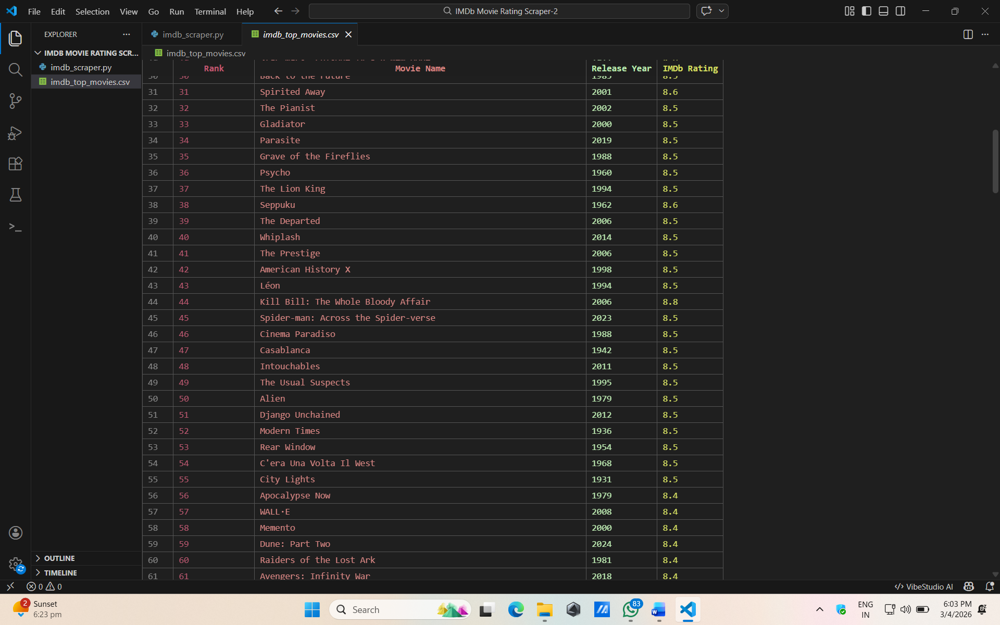 File Edit Selection View Go Run Terminal Help
IMDb Movie Rating Scraper-2
EXPLORER
IMDB MOVIE RATING SCR...
imdb_scraper.py
imdb_top_movies.csv
OUTLINE
TIMELINE
imdb_scraper.py
imdb_top_movies.csv
imdb_top_movies.csv
Rank Movie Name Release Year IMDb Rating
30 30 Back to the Future 1985 8.5
31 31 Spirited Away 2001 8.6
32 32 The Pianist 2002 8.5
33 33 Gladiator 2000 8.5
34 34 Parasite 2019 8.5
35 35 Grave of the Fireflies 1988 8.5
36 36 Psycho 1960 8.5
37 37 The Lion King 1994 8.5
38 38 Seppuku 1962 8.6
39 39 The Departed 2006 8.5
40 40 Whiplash 2014 8.5
41 41 The Prestige 2006 8.5
42 42 American History X 1998 8.5
43 43 Léon 1994 8.5
44 44 Kill Bill: The Whole Bloody Affair 2006 8.8
45 45 Spider-man: Across the Spider-verse 2023 8.5
46 46 Cinema Paradiso 1988 8.5
47 47 Casablanca 1942 8.5
48 48 Intouchables 2011 8.5
49 49 The Usual Suspects 1995 8.5
50 50 Alien 1979 8.5
51 51 Django Unchained 2012 8.5
52 52 Modern Times 1936 8.5
53 53 Rear Window 1954 8.5
54 54 C'era Una Volta Il West 1968 8.5
55 55 City Lights 1931 8.5
56 56 Apocalypse Now 1979 8.4
57 57 WALL·E 2008 8.4
58 58 Memento 2000 8.4
59 59 Dune: Part Two 2024 8.4
60 60 Raiders of the Lost Ark 1981 8.4
61 61 Avengers: Infinity War 2018 8.4
0 0
VibeStudio AI
2
Sunset
6:23 pm
Search
83
ENG
IN
6:03 PM
3/4/2026